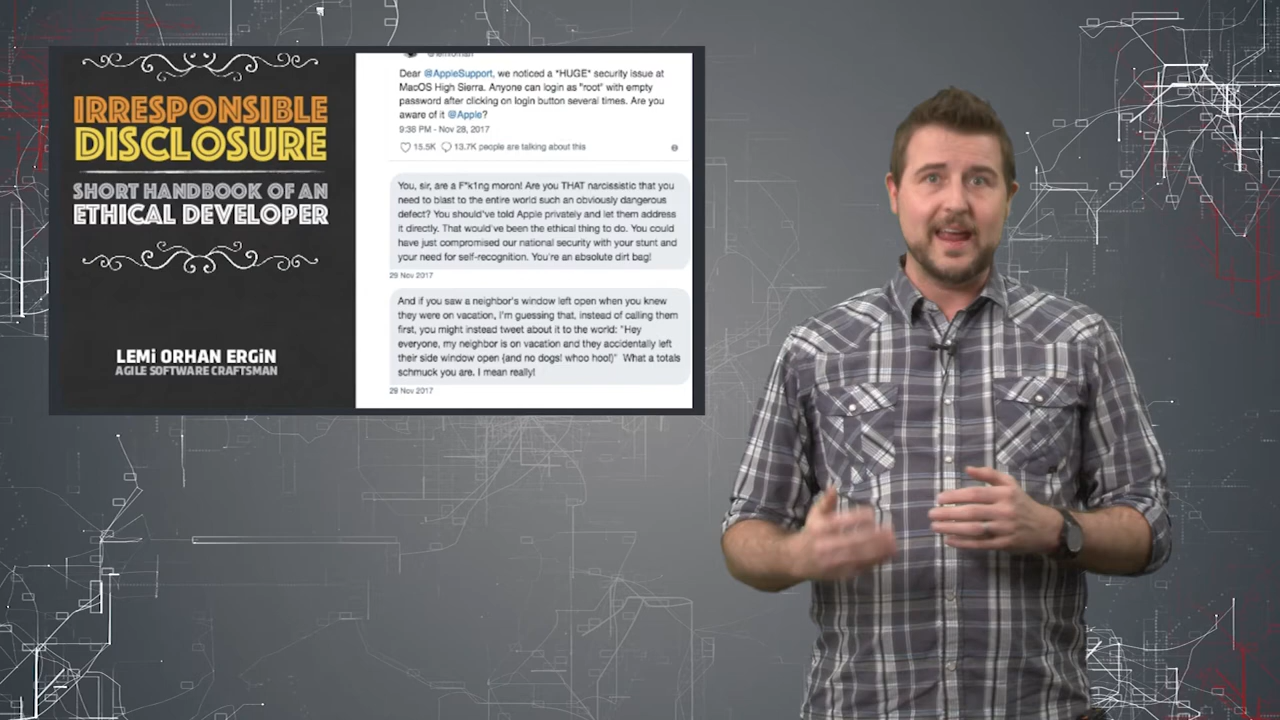 IRRESPONSIBLE
DISCLOSURE
SHORT HANDBOOK OF AN
ETHICAL DEVELOPER
LEMi ORHAN ERGiN
AGILE SOFTWARE CRAFTSMAN
Dear @AppleSupport, we noticed a *HUGE* security issue at
MacOS High Sierra. Anyone can login as "root" with empty
password after clicking on login button several times. Are you
aware of it @Apple?
9:38 PM - Nov 28, 2017
15.5K 13.7K people are talking about this
You, sir, are a F*k1ng moron! Are you THAT narcissistic that you
need to blast to the entire world such an obviously dangerous
defect? You should've told Apple privately and let them address
it directly. That would've been the ethical thing to do. You could
have just compromised our national security with your stunt and
your need for self-recognition. You're an absolute dirt bag!
29 Nov 2017
And if you saw a neighbor's window left open when you knew
they were on vacation, I'm guessing that, instead of calling them
first, you might instead tweet about it to the world: "Hey
everyone, my neighbor is on vacation and they accidentally left
their side window open (and no dogs! whoo hoo!)" What a totals
schmuck you are. I mean really!
29 Nov 2017